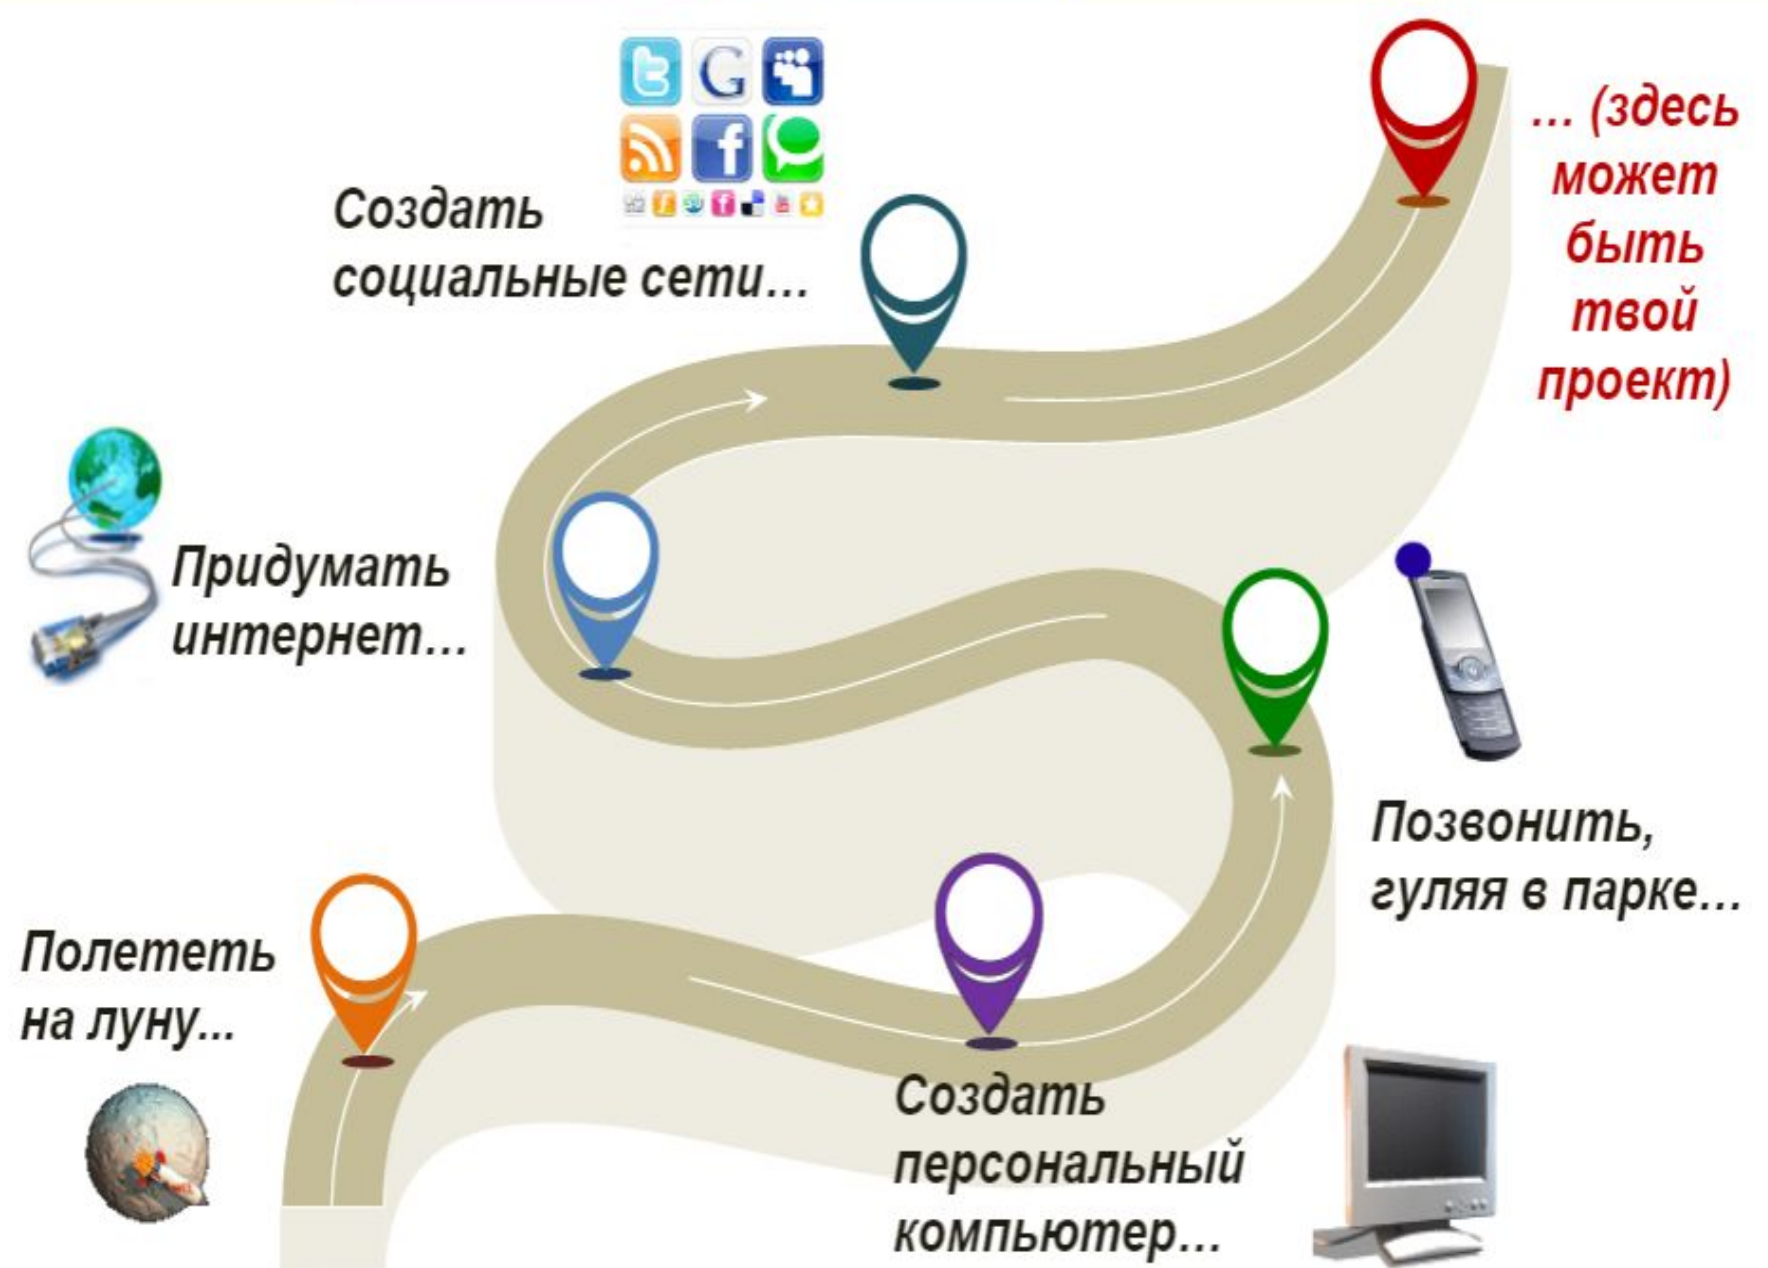 Создать
социальные сети...
... (здесь
может
быть
твой
проект)
Придумать
интернет...
Позвонить,
гуляя в парке...
Полететь
на луну...
Создать
персональный
компьютер...